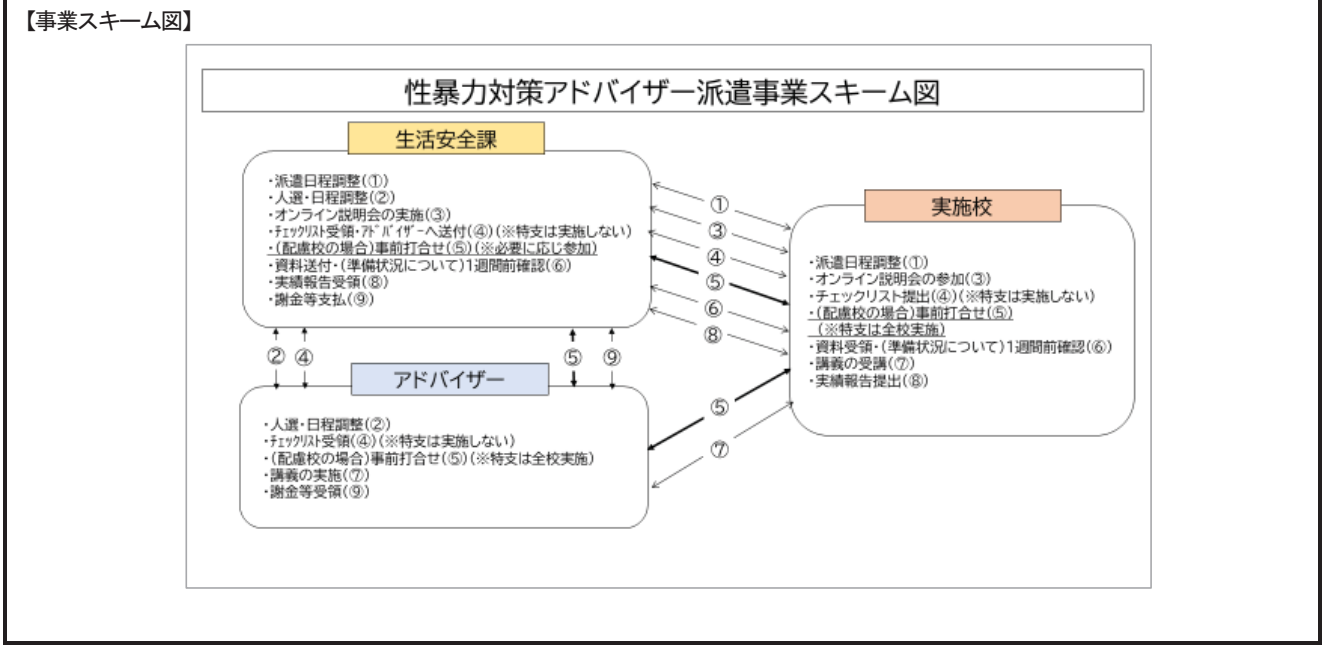 【事業スキーム図】
性暴力対策アドバイザー派遣事業スキーム図
生活安全課
・派遣日程調整(①)
・人選・日程調整(②)
・オンライン説明会の実施(③)
・ﾁｪｯｸﾘｽﾄ受領・ｱﾄﾞﾊﾞｲｻﾞｰへ送付(④)(※特支は実施しない)
・(配慮校の場合)事前打合せ(⑤)(※必要に応じ参加)
・資料送付・(準備状況について)1週間前確認(⑥)
・実績報告受領(⑧)
・謝金等支払(⑨)
①
③
④
⑤
⑥
⑧
実施校
・派遣日程調整(①)
・オンライン説明会の参加(③)
・チェックリスト提出(④)(※特支は実施しない)
・(配慮校の場合)事前打合せ(⑤)
(※特支は全校実施)
・資料受領・(準備状況について)1週間前確認(⑥)
・講義の受講(⑦)
・実績報告提出(⑧)
② ④ ⑤ ⑨
アドバイザー
・人選・日程調整(②)
・ﾁｪｯｸﾘｽﾄ受領(④)(※特支は実施しない)
・(配慮校の場合)事前打合せ(⑤)(※特支は全校実施)
・講義の実施(⑦)
・謝金等受領(⑨)
⑤
⑦